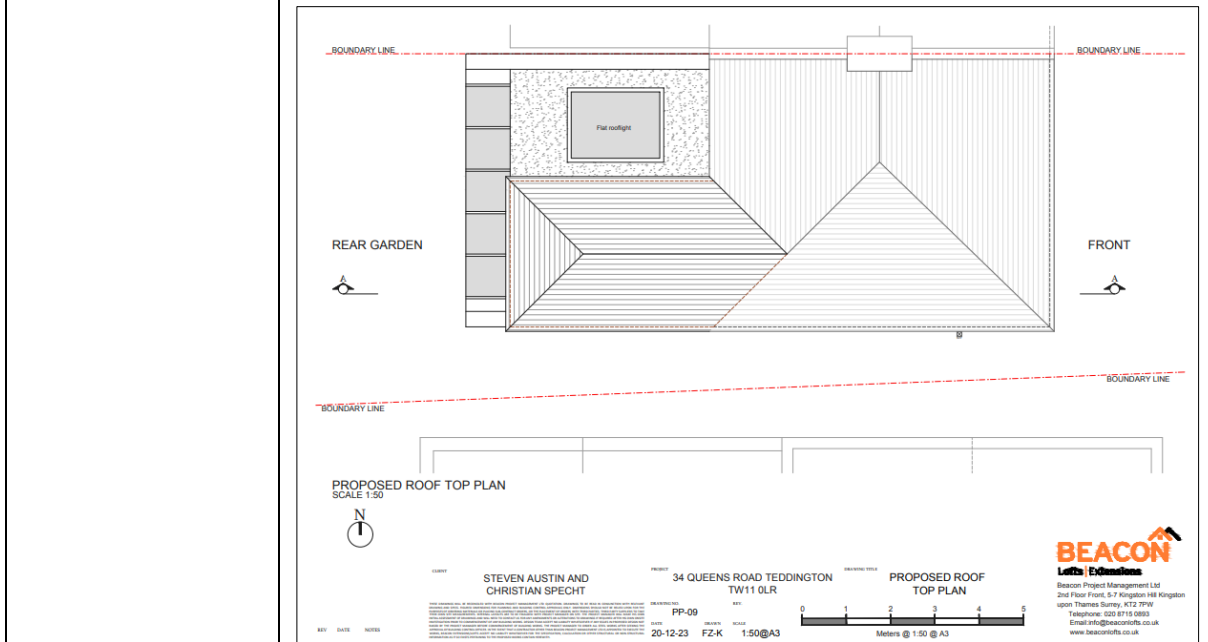 BOUNDARY LINE
BOUNDARY LINE
Flat rooflight
REAR GARDEN
FRONT
A
A
BOUNDARY LINE
BOUNDARY LINE
PROPOSED ROOF TOP PLAN
SCALE 1:50
N
CLIENT
STEVEN AUSTIN AND
CHRISTIAN SPECHT
PROJECT
34 QUEENS ROAD TEDDINGTON
TW11 0LR
DRAWING TITLE
PROPOSED ROOF
TOP PLAN
DRAWING NO.
REV.
PP-09
DATE
DRAWN
SCALE
20-12-23
FZ-K
1:50@A3
0 1 2 3 4 5
Meters @ 1:50 @ A3
REV DATE NOTES
BEACON
Lofts Extensions
Beacon Project Management Ltd
2nd Floor Front, 5-7 Kingston Hill Kingston
upon Thames Surrey, KT2 7PW
Telephone: 020 8715 0893
Email:info@beaconlofts.co.uk
www.beaconlofts.co.uk